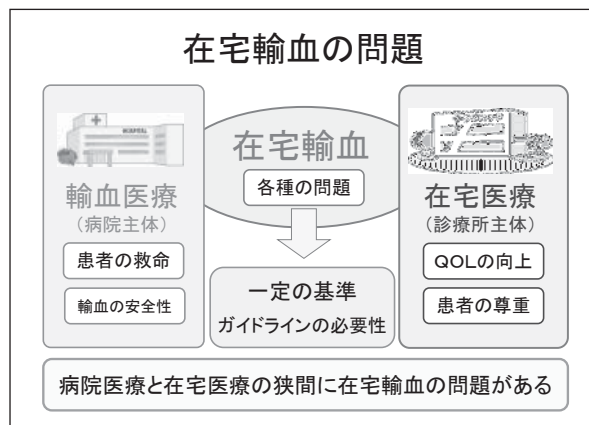 在宅輸血の問題
HOSPITAL
輸血医療
(病院主体)
患者の救命
輸血の安全性
在宅輸血
各種の問題
一定の基準
ガイドラインの必要性
在宅医療
(診療所主体)
QOLの向上
患者の尊重
病院医療と在宅医療の狭間に在宅輸血の問題がある